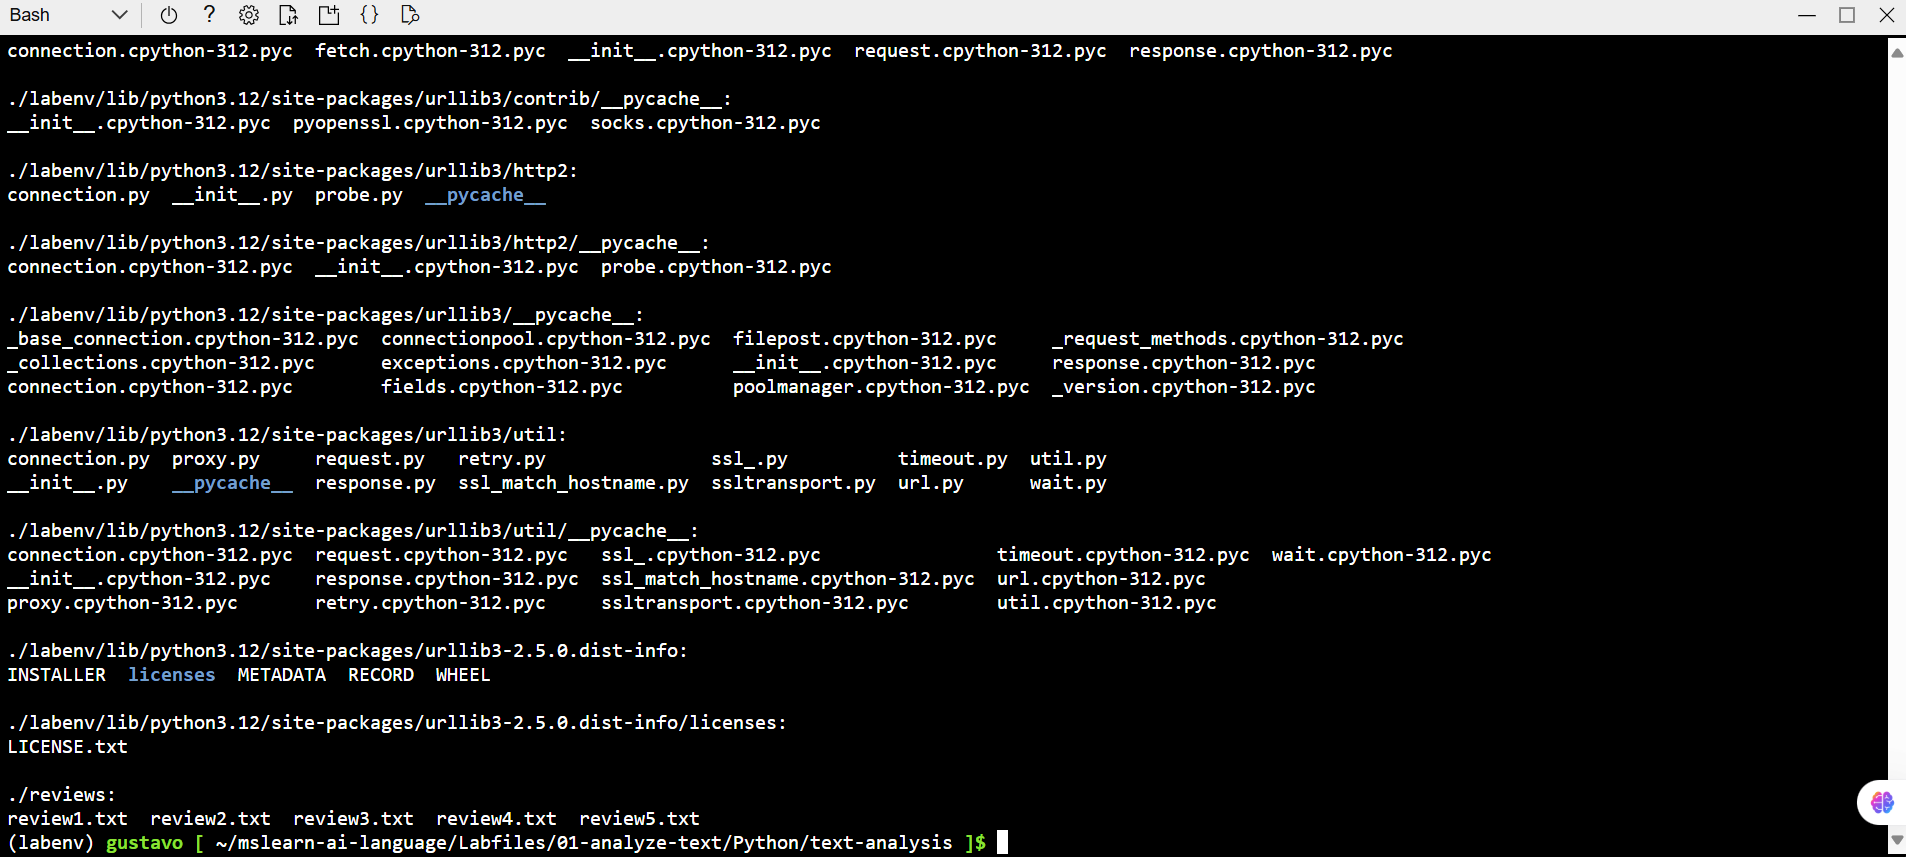 Bash
connection.cpython-312.pyc  fetch.cpython-312.pyc  __init__.cpython-312.pyc  request.cpython-312.pyc  response.cpython-312.pyc
./labenv/lib/python3.12/site-packages/urllib3/contrib/__pycache__:
__init__.cpython-312.pyc  pyopenssl.cpython-312.pyc  socks.cpython-312.pyc
./labenv/lib/python3.12/site-packages/urllib3/http2:
connection.py  __init__.py  probe.py  __pycache__
./labenv/lib/python3.12/site-packages/urllib3/http2/__pycache__:
connection.cpython-312.pyc  __init__.cpython-312.pyc  probe.cpython-312.pyc
./labenv/lib/python3.12/site-packages/urllib3/__pycache__:
_base_connection.cpython-312.pyc  connectionpool.cpython-312.pyc  filepost.cpython-312.pyc     _request_methods.cpython-312.pyc
_collections.cpython-312.pyc      exceptions.cpython-312.pyc      __init__.cpython-312.pyc     response.cpython-312.pyc
connection.cpython-312.pyc        fields.cpython-312.pyc          poolmanager.cpython-312.pyc  _version.cpython-312.pyc
./labenv/lib/python3.12/site-packages/urllib3/util:
connection.py  proxy.py     request.py   retry.py               ssl_.py          timeout.py  util.py
__init__.py    __pycache__  response.py  ssl_match_hostname.py  ssltransport.py  url.py      wait.py
./labenv/lib/python3.12/site-packages/urllib3/util/__pycache__:
connection.cpython-312.pyc  request.cpython-312.pyc   ssl_.cpython-312.pyc                timeout.cpython-312.pyc  wait.cpython-312.pyc
__init__.cpython-312.pyc    response.cpython-312.pyc  ssl_match_hostname.cpython-312.pyc  url.cpython-312.pyc
proxy.cpython-312.pyc       retry.cpython-312.pyc     ssltransport.cpython-312.pyc        util.cpython-312.pyc
./labenv/lib/python3.12/site-packages/urllib3-2.5.0.dist-info:
INSTALLER  licenses  METADATA  RECORD  WHEEL
./labenv/lib/python3.12/site-packages/urllib3-2.5.0.dist-info/licenses:
LICENSE.txt
./reviews:
review1.txt  review2.txt  review3.txt  review4.txt  review5.txt
(labenv) gustavo [ ~/mslearn-ai-language/Labfiles/01-analyze-text/Python/text-analysis ]$